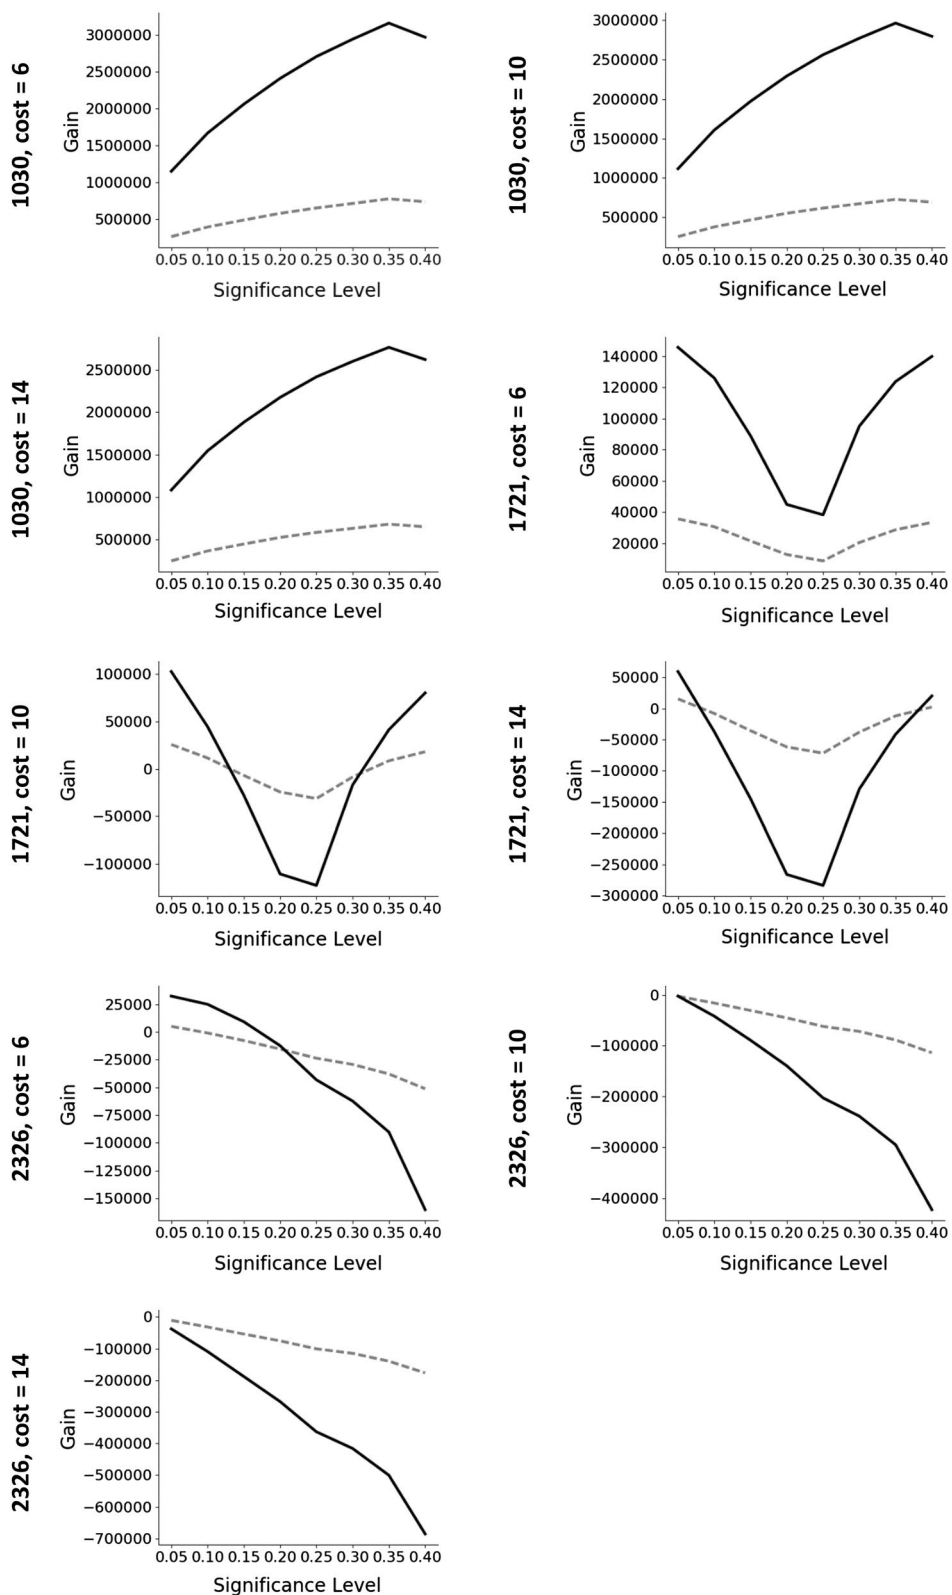 1030, cost = 6
3000000
2500000
2000000
1500000
1000000
500000
Gain
0.05 0.10 0.15 0.20 0.25 0.30 0.35 0.40
Significance Level
1030, cost = 10
3000000
2500000
2000000
1500000
1000000
500000
Gain
0.05 0.10 0.15 0.20 0.25 0.30 0.35 0.40
Significance Level
1030, cost = 14
2500000
2000000
1500000
1000000
500000
Gain
0.05 0.10 0.15 0.20 0.25 0.30 0.35 0.40
Significance Level
1721, cost = 6
140000
120000
100000
80000
60000
40000
20000
Gain
0.05 0.10 0.15 0.20 0.25 0.30 0.35 0.40
Significance Level
1721, cost = 10
100000
50000
0
−50000
−100000
Gain
0.05 0.10 0.15 0.20 0.25 0.30 0.35 0.40
Significance Level
1721, cost = 14
50000
0
−50000
−100000
−150000
−200000
−250000
−300000
Gain
0.05 0.10 0.15 0.20 0.25 0.30 0.35 0.40
Significance Level
2326, cost = 6
25000
0
−25000
−50000
−75000
−100000
−125000
−150000
Gain
0.05 0.10 0.15 0.20 0.25 0.30 0.35 0.40
Significance Level
2326, cost = 10
0
−100000
−200000
−300000
−400000
Gain
0.05 0.10 0.15 0.20 0.25 0.30 0.35 0.40
Significance Level
2326, cost = 14
0
−100000
−200000
−300000
−400000
−500000
−600000
−700000
Gain
0.05 0.10 0.15 0.20 0.25 0.30 0.35 0.40
Significance Level